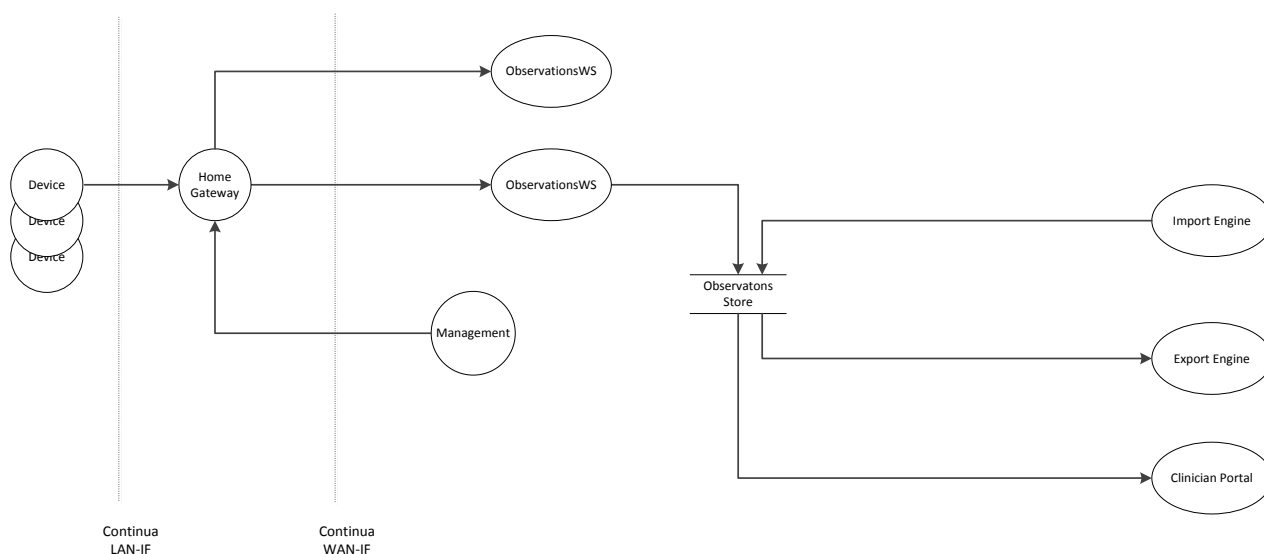 ObservationsWS
Device
Home
Gateway
ObservationsWS
Device
Import Engine
Device
Observatons
Store
Management
Export Engine
Clinician Portal
Continua
LAN-IF
Continua
WAN-IF